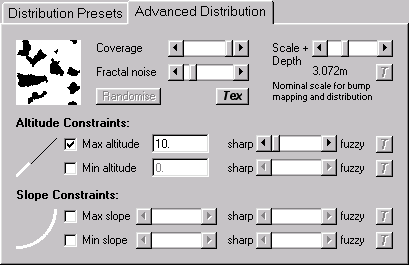 Distribution Presets Advanced Distribution
Coverage Scale + Depth
Fractal noise 3.072m T
Randomise Tex Nominal scale for bump mapping and distribution
Altitude Constraints:
Max altitude 10. sharp fuzzy T
Min altitude 0. sharp fuzzy T
Slope Constraints:
Max slope sharp fuzzy T
Min slope sharp fuzzy T